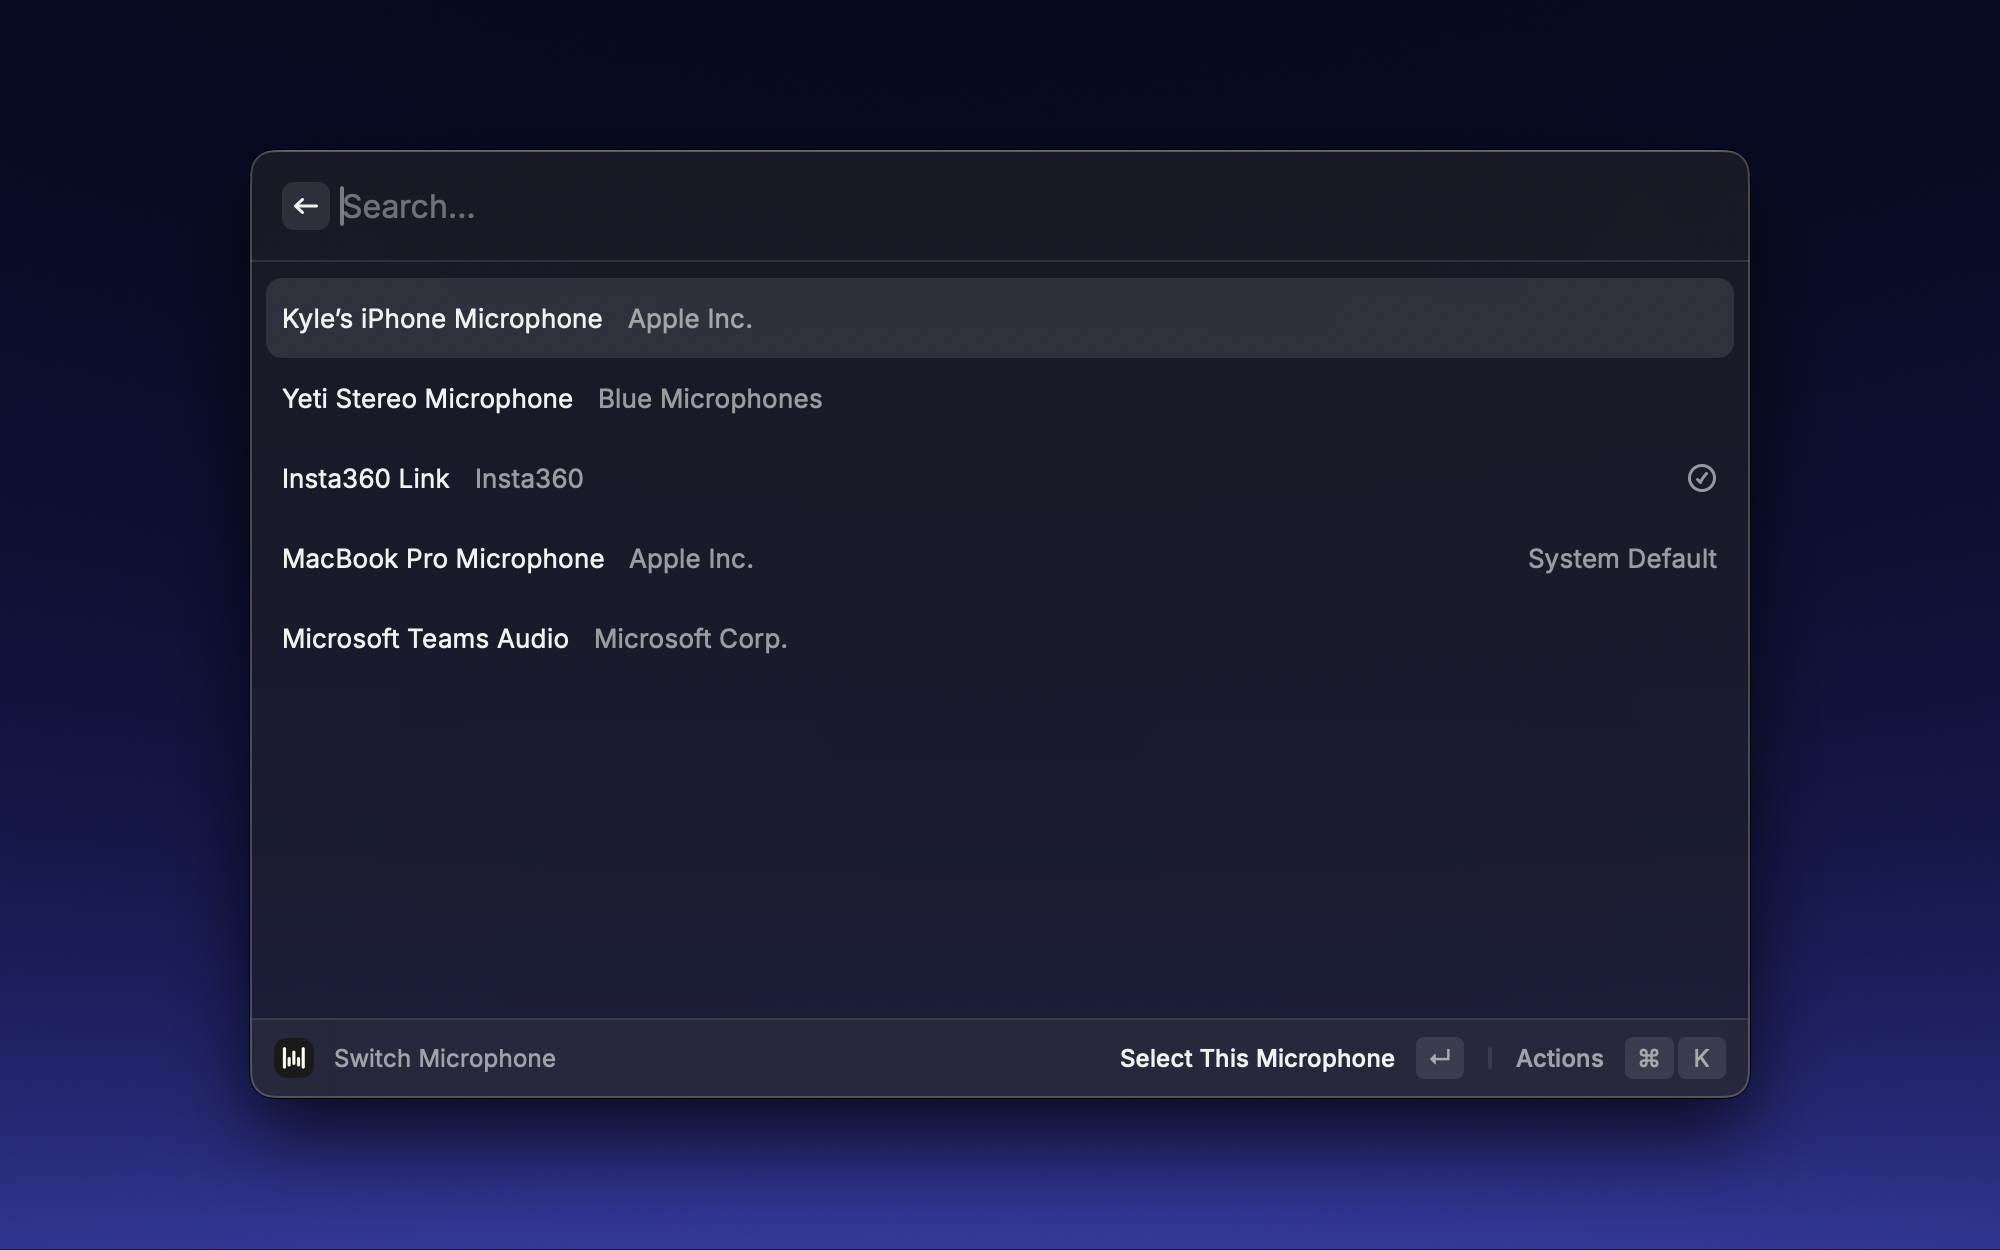 Search...
Kyle’s iPhone Microphone Apple Inc.
Yeti Stereo Microphone Blue Microphones
Insta360 Link Insta360
MacBook Pro Microphone Apple Inc. System Default
Microsoft Teams Audio Microsoft Corp.
Switch Microphone Select This Microphone ↵ Actions ⌘ K